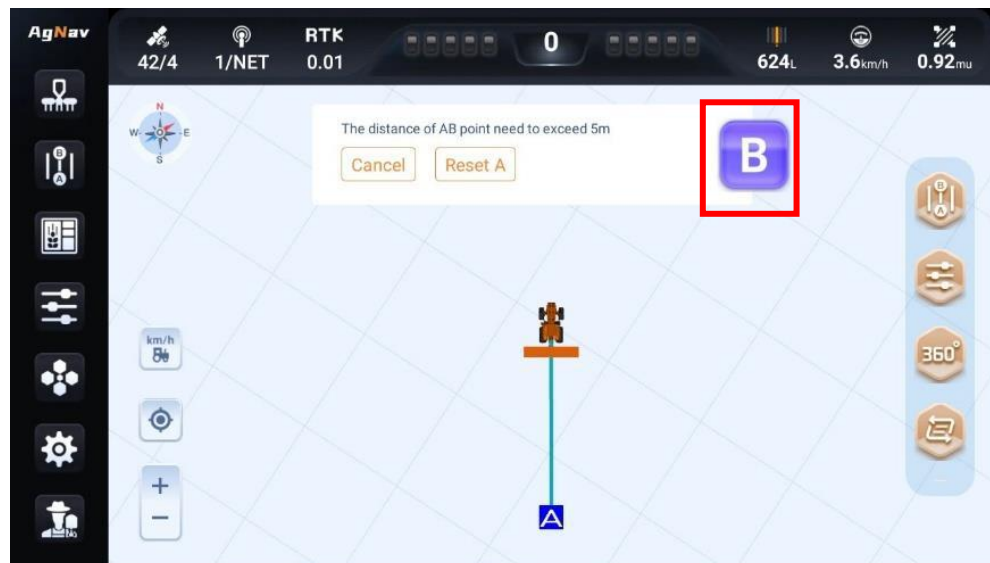 AgNav
42/4
1/NET
RTK
0.01
0
624L
3.6km/h
0.92mu
N
W E
S
The distance of AB point need to exceed 5m
Cancel Reset A
B
B
A
B
A
km/h
360°
+
−
A